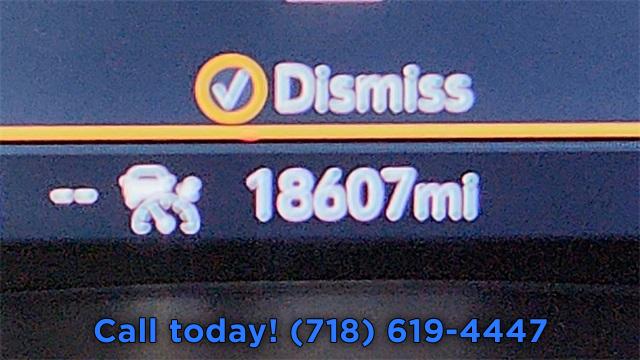 Dismiss
-- 18607mi
Call today! (718) 619-4447